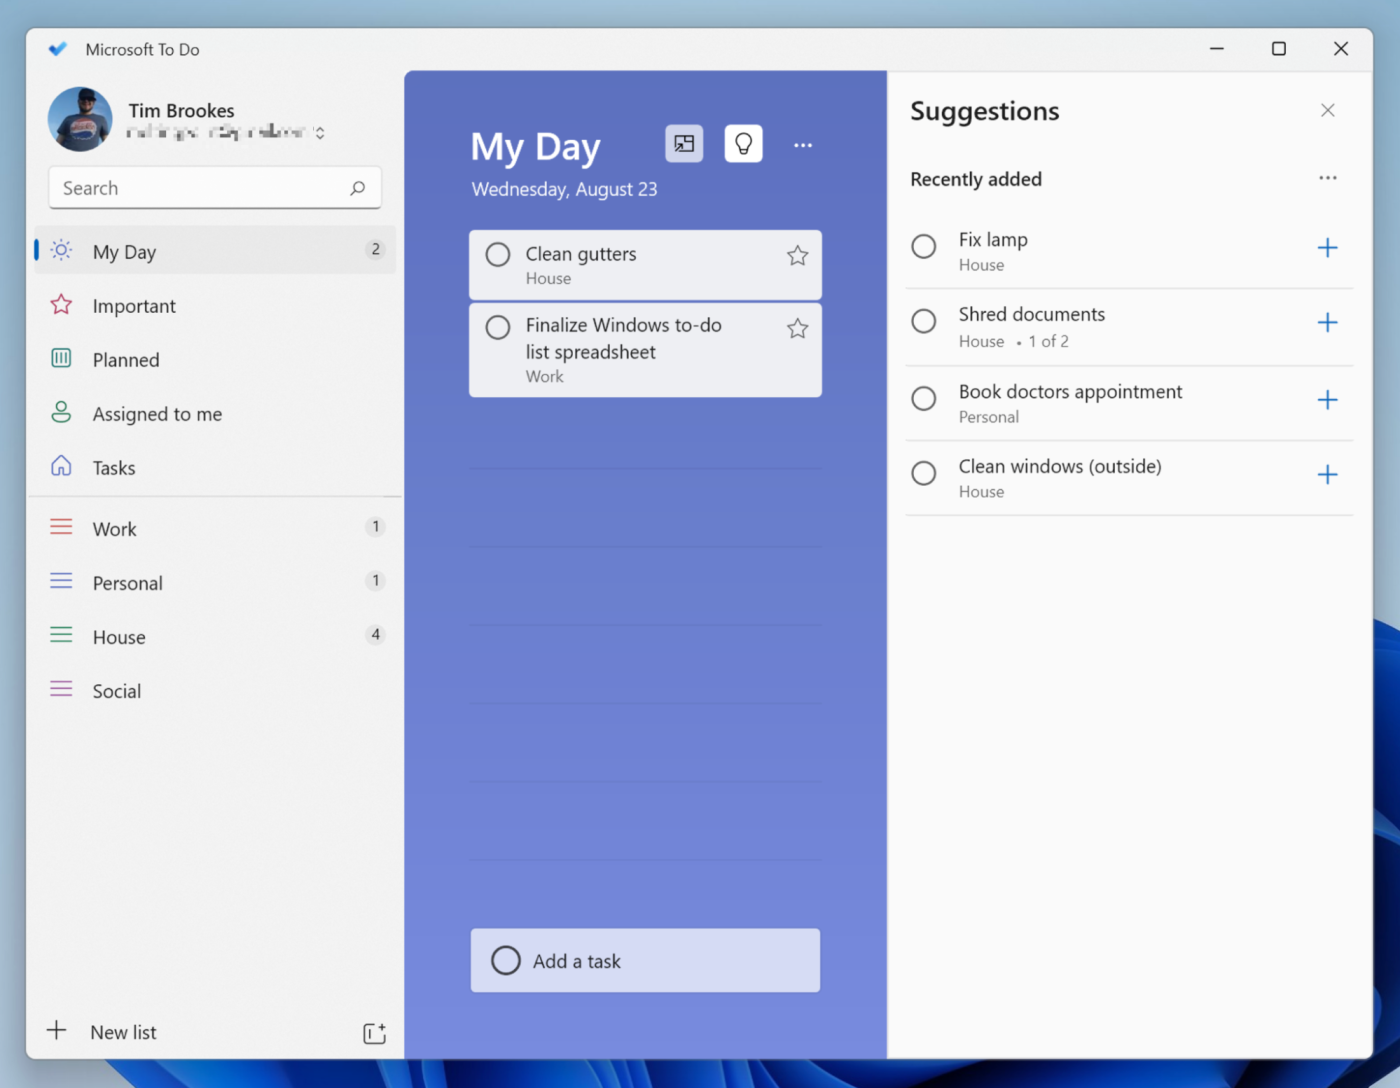 Microsoft To Do
Tim Brookes
Search
My Day
2
Important
Planned
Assigned to me
Tasks
Work
1
Personal
1
House
4
Social
New list
My Day
Wednesday, August 23
Clean gutters
House
Finalize Windows to-do
list spreadsheet
Work
Add a task
Suggestions
Recently added
Fix lamp
House
Shred documents
House • 1 of 2
Book doctors appointment
Personal
Clean windows (outside)
House